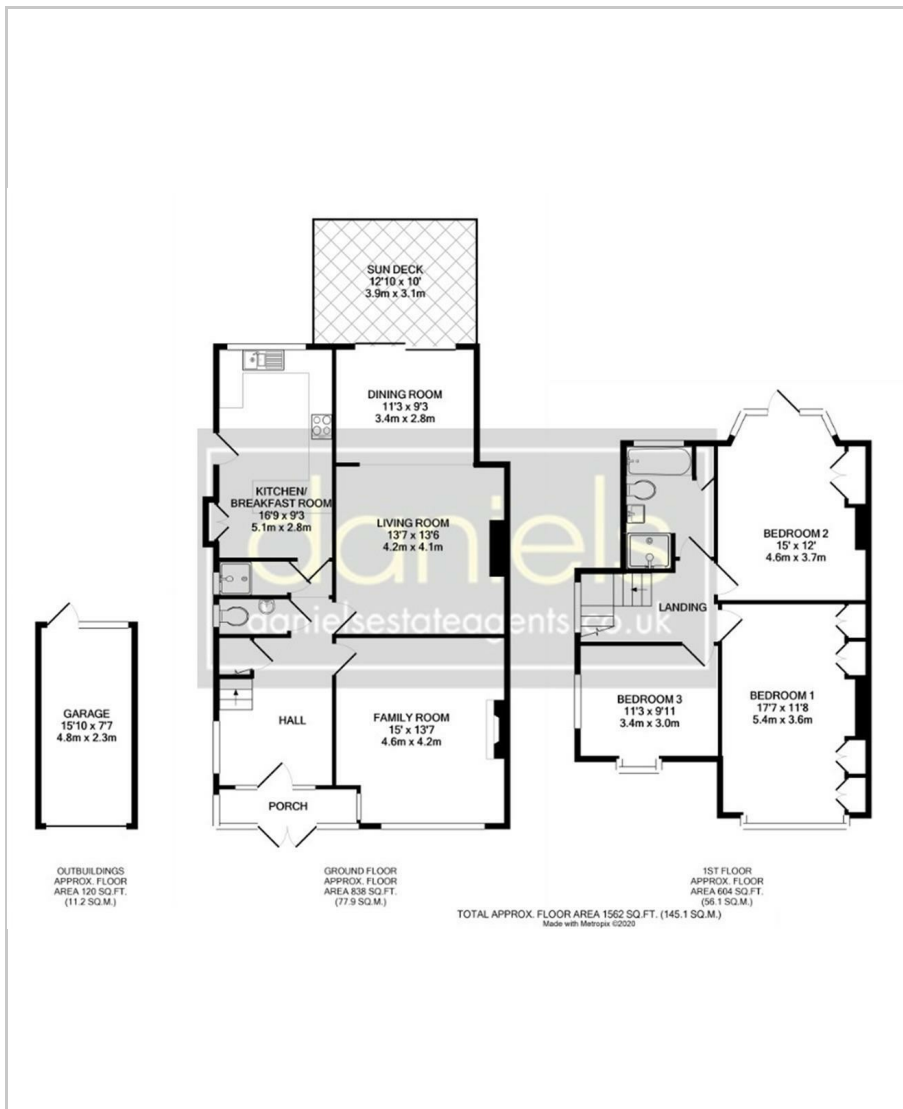 SUN DECK
12'10 x 10'
3.9m x 3.1m
DINING ROOM
11'3 x 9'3
3.4m x 2.8m
KITCHEN/
BREAKFAST ROOM
16'9 x 9'3
5.1m x 2.8m
LIVING ROOM
13'7 x 13'6
4.2m x 4.1m
daniels
danielsestateagents.co.uk
BEDROOM 2
15' x 12'
4.6m x 3.7m
LANDING
GARAGE
15'10 x 7'7
4.8m x 2.3m
HALL
FAMILY ROOM
15' x 13'7
4.6m x 4.2m
BEDROOM 3
11'3 x 9'11
3.4m x 3.0m
BEDROOM 1
17'7 x 11'8
5.4m x 3.6m
PORCH
OUTBUILDINGS
APPROX. FLOOR
AREA 120 SQ.FT.
(11.2 SQ.M.)
GROUND FLOOR
APPROX. FLOOR
AREA 838 SQ.FT.
(77.9 SQ.M.)
1ST FLOOR
APPROX. FLOOR
AREA 604 SQ.FT.
(56.1 SQ.M.)
TOTAL APPROX. FLOOR AREA 1562 SQ.FT. (145.1 SQ.M.)
Made with Metropix ©2020